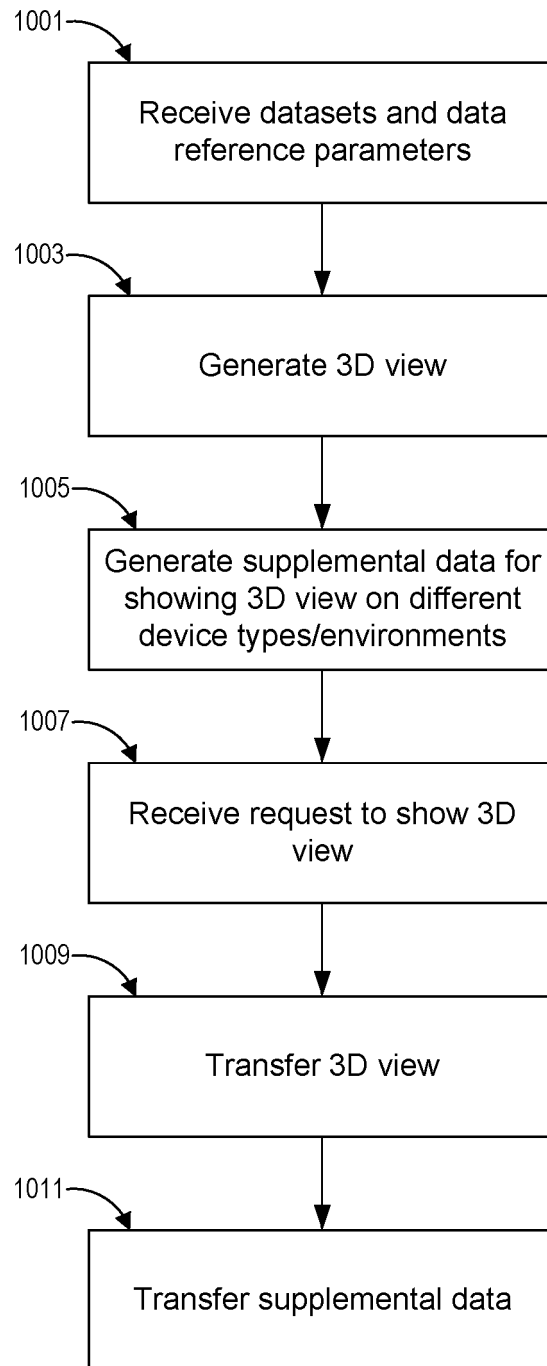 1001
Receive datasets and data
reference parameters
1003
Generate 3D view
1005
Generate supplemental data for
showing 3D view on different
device types/environments
1007
Receive request to show 3D
view
1009
Transfer 3D view
1011
Transfer supplemental data